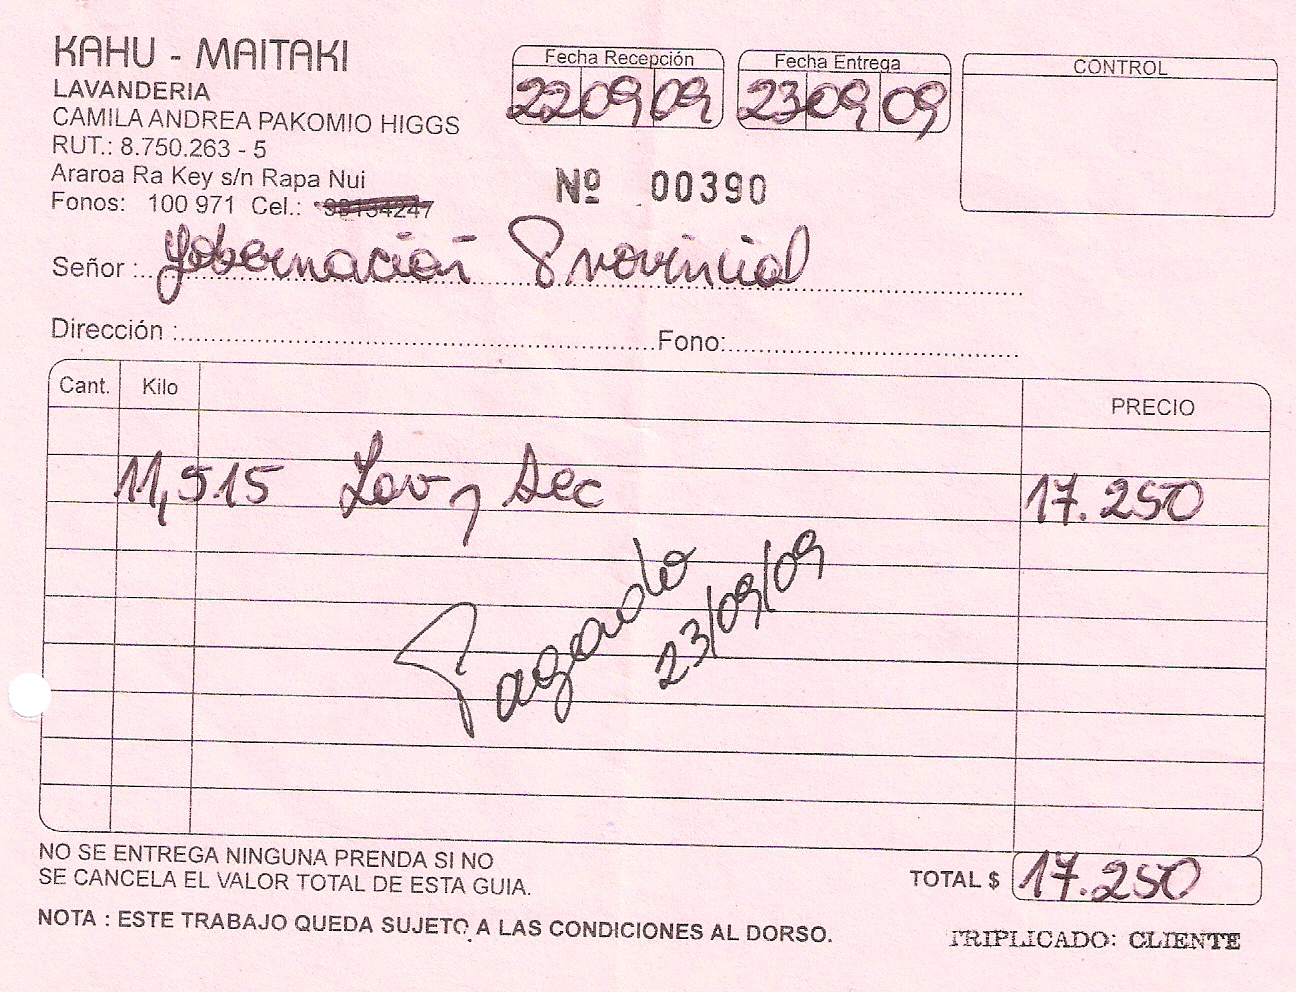 KAHU - MAITAKI
LAVANDERIA
CAMILA ANDREA PAKOMIO HIGGS
RUT.: 8.750.263 - 5
Araroa Ra Key s/n Rapa Nui
Fonos: 100 971 Cel.: 98134247
Fecha Recepción
22 09 09
Fecha Entrega
23 09 09
CONTROL
Nº 00390
Señor : Gobernación Provincial
Dirección : Fono:
Cant. Kilo PRECIO
11,515 Lav y Sec 17.250
Pagado
23/09/09
NO SE ENTREGA NINGUNA PRENDA SI NO
SE CANCELA EL VALOR TOTAL DE ESTA GUIA.
TOTAL $ 17.250
NOTA : ESTE TRABAJO QUEDA SUJETO A LAS CONDICIONES AL DORSO.
TRIPLICADO: CLIENTE